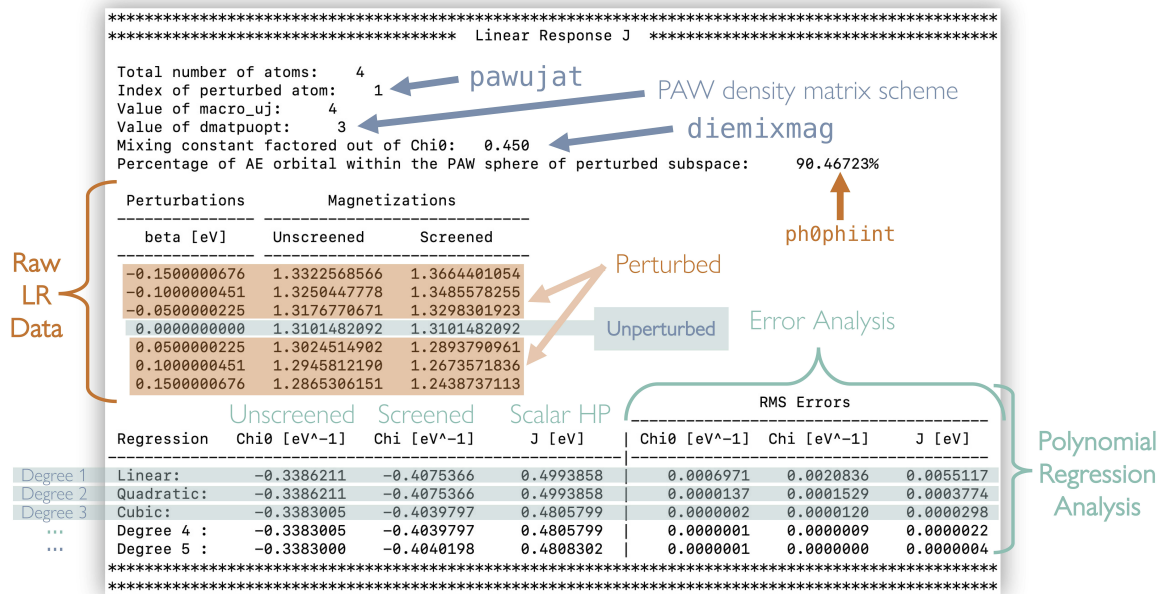 ******************************************************************************************
************************************** Linear Response J **************************************
Total number of atoms: 4
pawujat
Index of perturbed atom: 1
PAW density matrix scheme
Value of macro_uj: 4
Value of dmatpuopt: 3
diemixmag
Mixing constant factored out of Chi0: 0.450
Percentage of AE orbital within the PAW sphere of perturbed subspace: 90.46723%
ph0phiint
Raw
LR
Data
Perturbations Magnetizations
--------------- -----------------------------
beta [eV] Unscreened Screened
--------------- -----------------------------
-0.1500000676 1.3322568566 1.3664401054
-0.1000000451 1.3250447778 1.3485578255
-0.0500000225 1.3176770671 1.3298301923
0.0000000000 1.3101482092 1.3101482092
0.0500000225 1.3024514902 1.2893790961
0.1000000451 1.2945812190 1.2673571836
0.1500000676 1.2865306151 1.2438737113
Perturbed
Unperturbed
Error Analysis
Unscreened Screened Scalar HP
RMS Errors
---------------------------------------
Regression Chi0 [eV^-1] Chi [eV^-1] J [eV] | Chi0 [eV^-1] Chi [eV^-1] J [eV]
--------------------------------------------------------|---------------------------------------
Degree 1 Linear: -0.3386211 -0.4075366 0.4993858 | 0.0006971 0.0020836 0.0055117
Degree 2 Quadratic: -0.3386211 -0.4075366 0.4993858 | 0.0000137 0.0001529 0.0003774
Degree 3 Cubic: -0.3383005 -0.4039797 0.4805799 | 0.0000002 0.0000120 0.0000298
... Degree 4 : -0.3383005 -0.4039797 0.4805799 | 0.0000001 0.0000009 0.0000022
... Degree 5 : -0.3383000 -0.4040198 0.4808302 | 0.0000001 0.0000000 0.0000004
Polynomial
Regression
Analysis
******************************************************************************************
******************************************************************************************